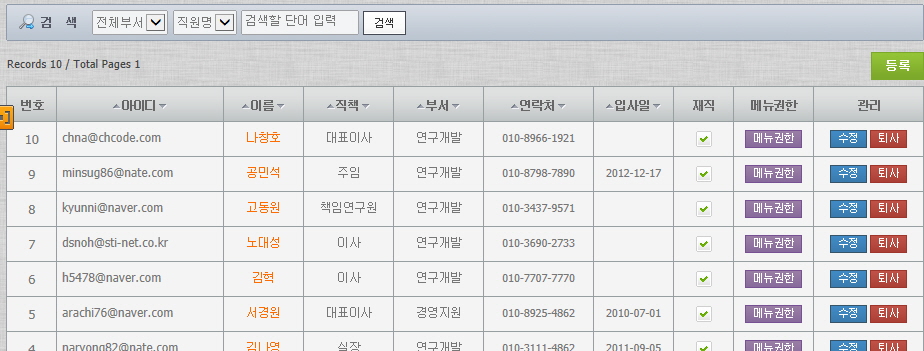 검 색 전체부서 직원명 검색할 단어 입력 검색
Records 10 / Total Pages 1 등록
번호 아이디 이름 직책 부서 연락처 입사일 재직 메뉴권한 관리
10 chna@chcode.com 나창호 대표이사 연구개발 010-8966-1921 메뉴권한 수정 퇴사
9 minsug86@nate.com 공민석 주임 연구개발 010-8798-7890 2012-12-17 메뉴권한 수정 퇴사
8 kyunni@naver.com 고동원 책임연구원 연구개발 010-3437-9571 메뉴권한 수정 퇴사
7 dsnoh@sti-net.co.kr 노대성 이사 연구개발 010-3690-2733 메뉴권한 수정 퇴사
6 h5478@naver.com 김혁 이사 연구개발 010-7707-7770 메뉴권한 수정 퇴사
5 arachi76@naver.com 서경원 대표이사 경영지원 010-8925-4862 2010-07-01 메뉴권한 수정 퇴사
4 naryong82@nate.com 김나영 실장 연구개발 010-3111-4862 2011-09-05 메뉴권한 수정 퇴사